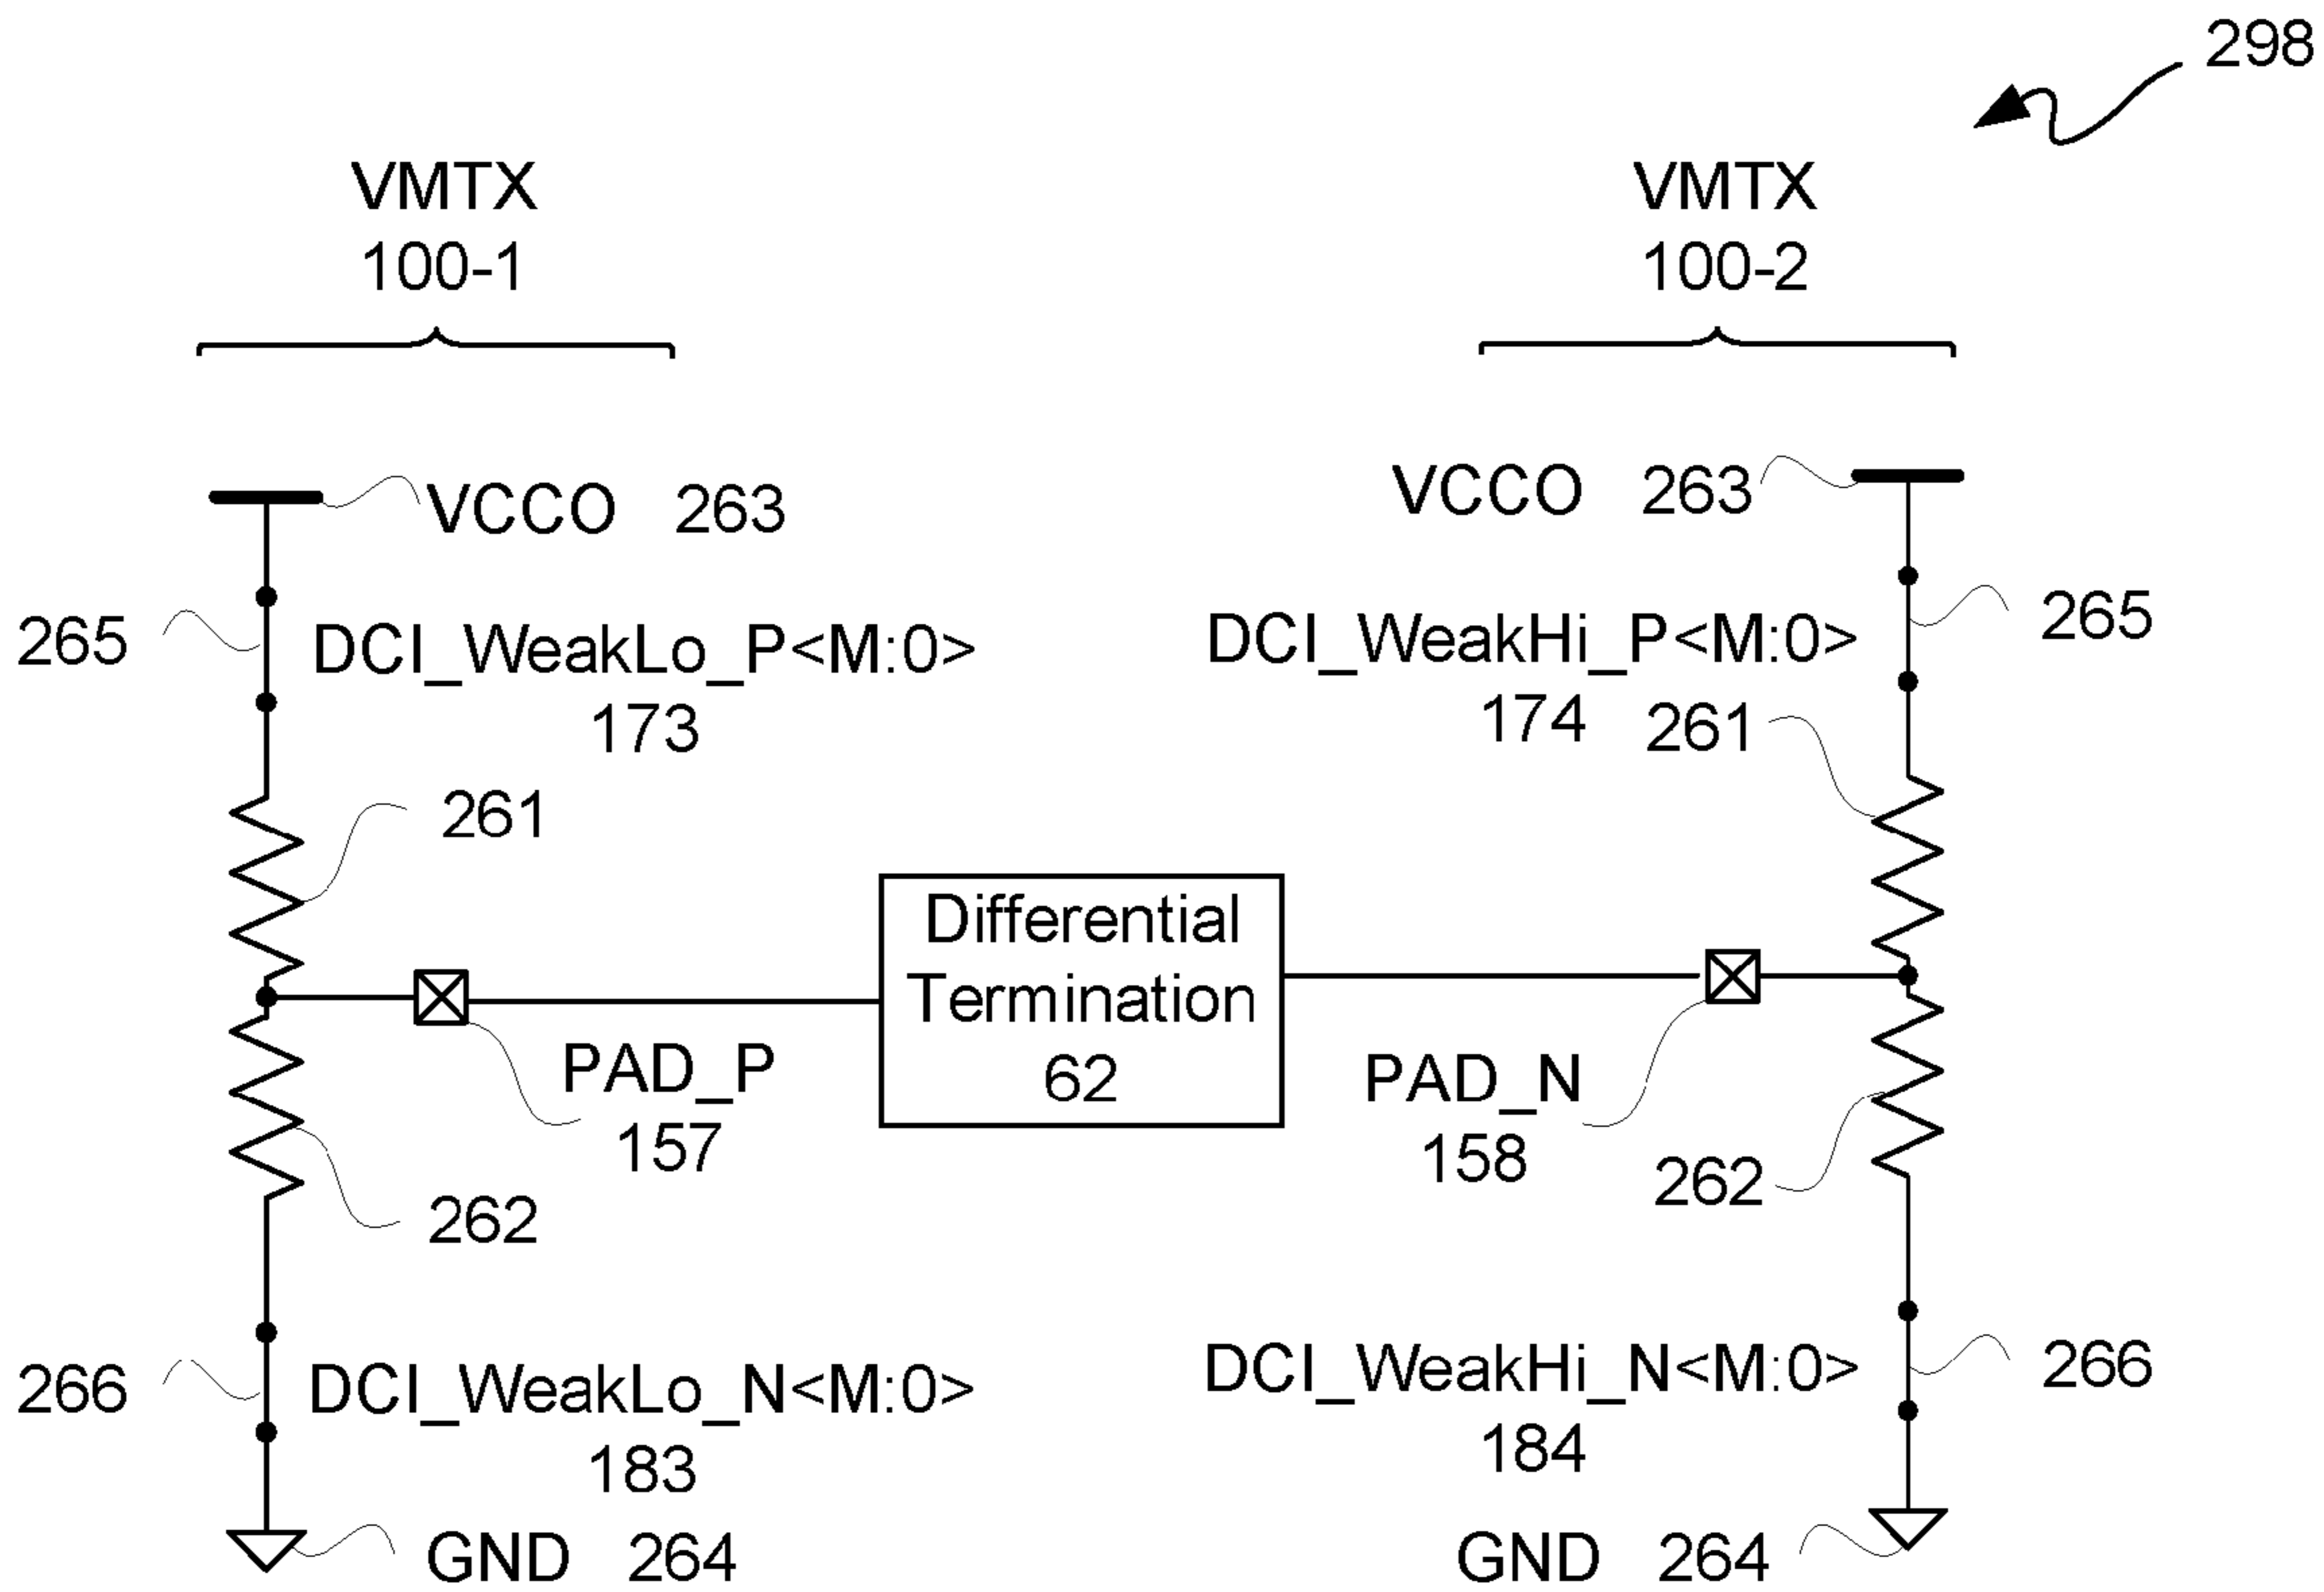 298
VMTX
100-1
VMTX
100-2
VCCO 263
VCCO 263
265
DCI_WeakLo_P<M:0>
173
DCI_WeakHi_P<M:0>
174
265
261
261
Differential
Termination
62
PAD_P
157
PAD_N
158
262
262
266
DCI_WeakLo_N<M:0>
183
DCI_WeakHi_N<M:0>
184
266
GND 264
GND 264